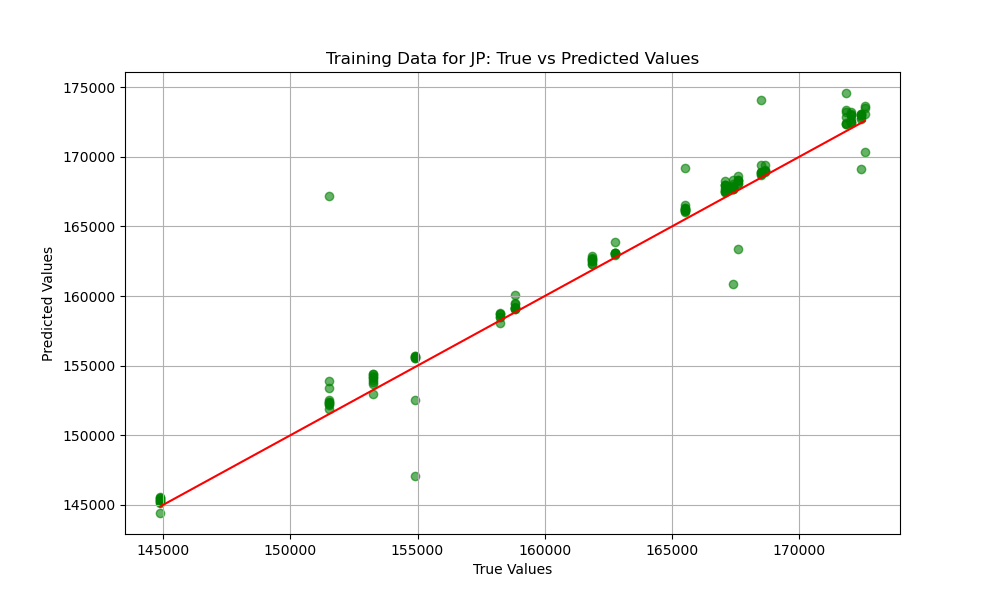 Training Data for JP: True vs Predicted Values
175000
170000
165000
160000
155000
150000
145000
Predicted Values
145000 150000 155000 160000 165000 170000
True Values